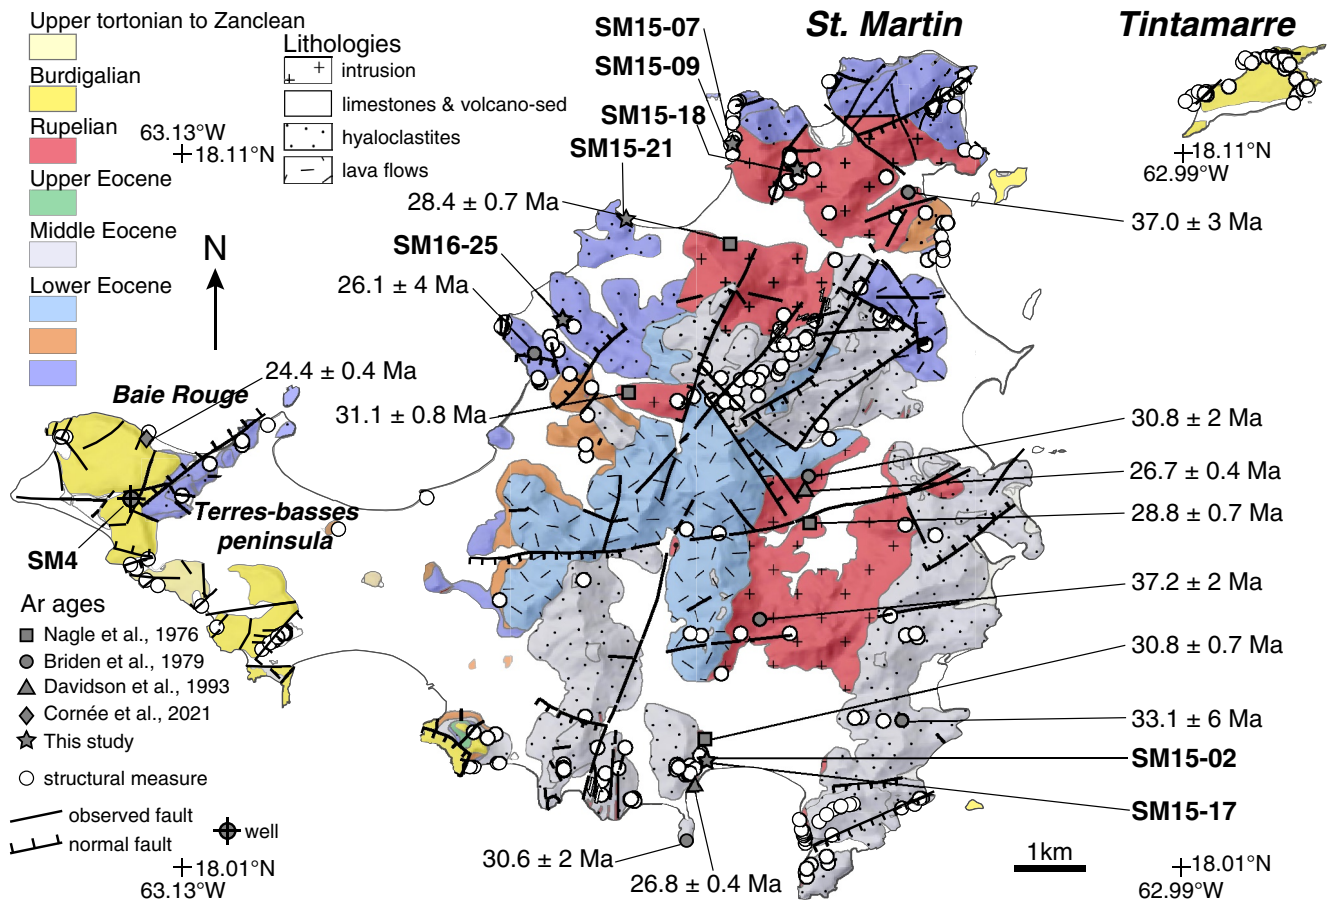 St. Martin
Tintamarre
Upper tortonian to Zanclean
Burdigalian
Rupelian
Upper Eocene
Middle Eocene
Lower Eocene
63.13°W
18.11°N
Lithologies
intrusion
limestones & volcano-sed
hyaloclastites
lava flows
N
SM15-07
SM15-09
SM15-18
SM15-21
28.4 ± 0.7 Ma
SM16-25
26.1 ± 4 Ma
24.4 ± 0.4 Ma
Baie Rouge
31.1 ± 0.8 Ma
Terres-basses
peninsula
SM4
18.11°N
62.99°W
37.0 ± 3 Ma
30.8 ± 2 Ma
26.7 ± 0.4 Ma
28.8 ± 0.7 Ma
37.2 ± 2 Ma
30.8 ± 0.7 Ma
33.1 ± 6 Ma
SM15-02
SM15-17
Ar ages
Nagle et al., 1976
Briden et al., 1979
Davidson et al., 1993
Cornée et al., 2021
This study
structural measure
observed fault
normal fault
well
18.01°N
63.13°W
30.6 ± 2 Ma
26.8 ± 0.4 Ma
1km
18.01°N
62.99°W